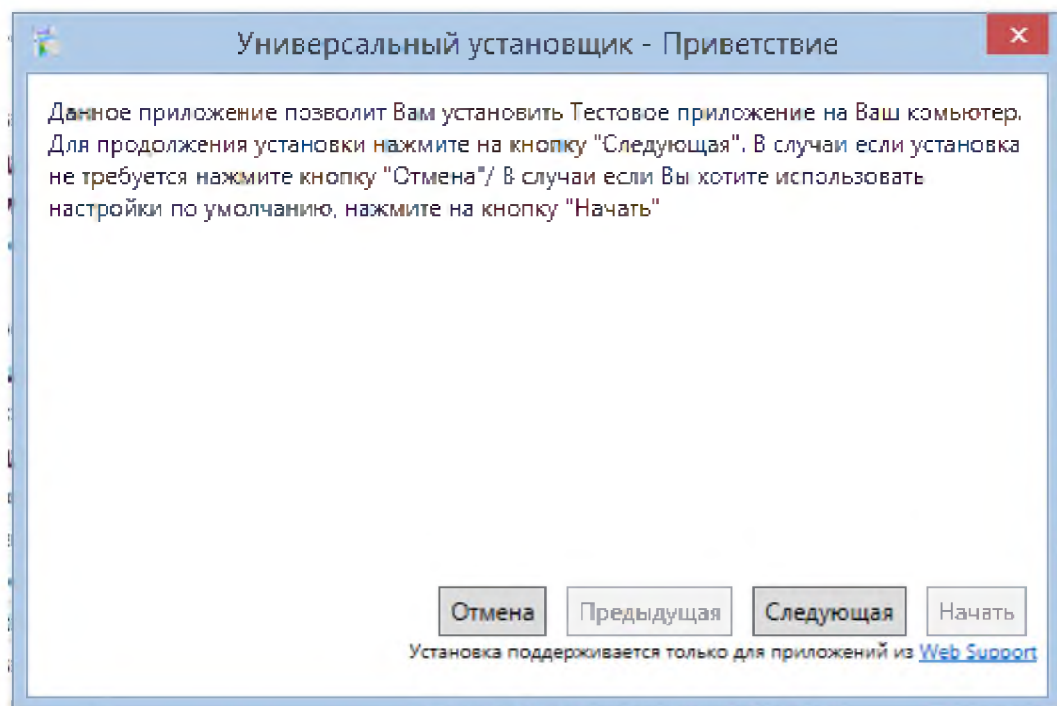 Универсальный установщик - Приветствие
Данное приложение позволит Вам установить Тестовое приложение на Ваш комьютер.
Для продолжения установки нажмите на кнопку "Следующая". В случаи если установка
не требуется нажмите кнопку "Отмена"/ В случаи если Вы хотите использовать
настройки по умолчанию, нажмите на кнопку "Начать"
Отмена Предыдущая Следующая Начать
Установка поддерживается только для приложений из Web Support